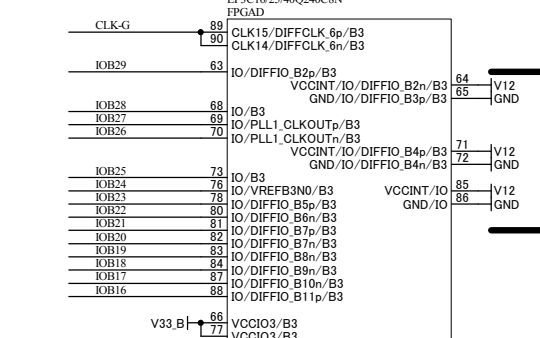 FPGAD
CLK-G 89 CLK15/DIFFCLK_6p/B3
90 CLK14/DIFFCLK_6n/B3
IOB29 63 IO/DIFFIO_B2p/B3
VCCINT/IO/DIFFIO_B2n/B3 64 V12
GND/IO/DIFFIO_B3p/B3 65 GND
IOB28 68 IO/B3
IOB27 69 IO/PLL1_CLKOUTp/B3
IOB26 70 IO/PLL1_CLKOUTn/B3
VCCINT/IO/DIFFIO_B4p/B3 71 V12
GND/IO/DIFFIO_B4n/B3 72 GND
IOB25 73 IO/B3
IOB24 76 IO/VREFB3N0/B3 VCCINT/IO 85 V12
IOB23 78 IO/DIFFIO_B5p/B3 GND/IO 86 GND
IOB22 80 IO/DIFFIO_B6n/B3
IOB21 81 IO/DIFFIO_B7p/B3
IOB20 82 IO/DIFFIO_B7n/B3
IOB19 83 IO/DIFFIO_B8n/B3
IOB18 84 IO/DIFFIO_B9n/B3
IOB17 87 IO/DIFFIO_B10n/B3
IOB16 88 IO/DIFFIO_B11p/B3
V33_B 66 VCCIO3/B3
77 VCCIO3/B3